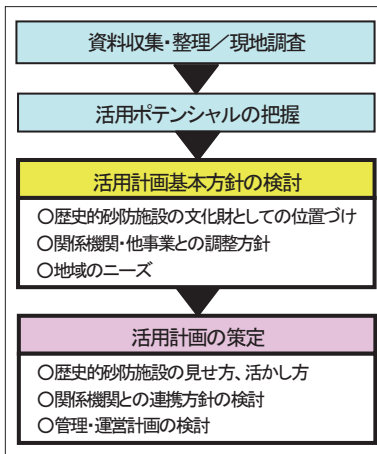 資料収集・整理／現地調査
活用ポテンシャルの把握
活用計画基本方針の検討
○歴史的砂防施設の文化財としての位置づけ
○関係機関・他事業との調整方針
○地域のニーズ
活用計画の策定
○歴史的砂防施設の見せ方、活かし方
○関係機関との連携方針の検討
○管理・運営計画の検討